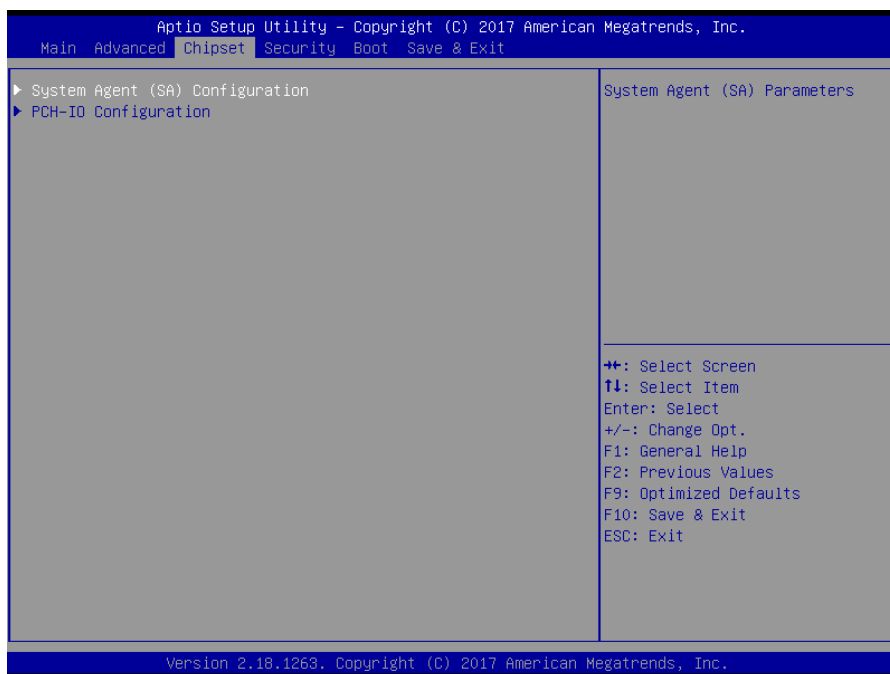 Aptio Setup Utility – Copyright (C) 2017 American Megatrends, Inc.
Main Advanced Chipset Security Boot Save & Exit
▶ System Agent (SA) Configuration
▶ PCH-IO Configuration
System Agent (SA) Parameters
→←: Select Screen
↑↓: Select Item
Enter: Select
+/-: Change Opt.
F1: General Help
F2: Previous Values
F9: Optimized Defaults
F10: Save & Exit
ESC: Exit
Version 2.18.1263. Copyright (C) 2017 American Megatrends, Inc.